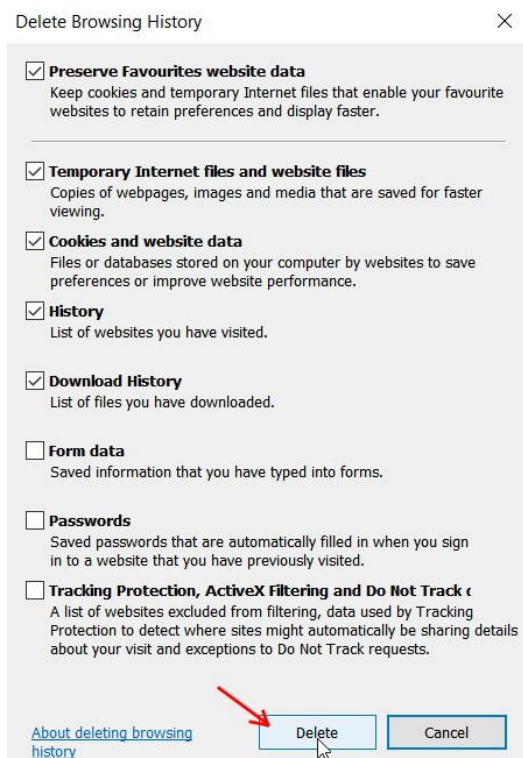 Delete Browsing History
Preserve Favourites website data
Keep cookies and temporary Internet files that enable your favourite
websites to retain preferences and display faster.
Temporary Internet files and website files
Copies of webpages, images and media that are saved for faster
viewing.
Cookies and website data
Files or databases stored on your computer by websites to save
preferences or improve website performance.
History
List of websites you have visited.
Download History
List of files you have downloaded.
Form data
Saved information that you have typed into forms.
Passwords
Saved passwords that are automatically filled in when you sign
in to a website that you have previously visited.
Tracking Protection, ActiveX Filtering and Do Not Track
A list of websites excluded from filtering, data used by Tracking
Protection to detect where sites might automatically be sharing details
about your visit and exceptions to Do Not Track requests.
About deleting browsing
history
Delete
Cancel